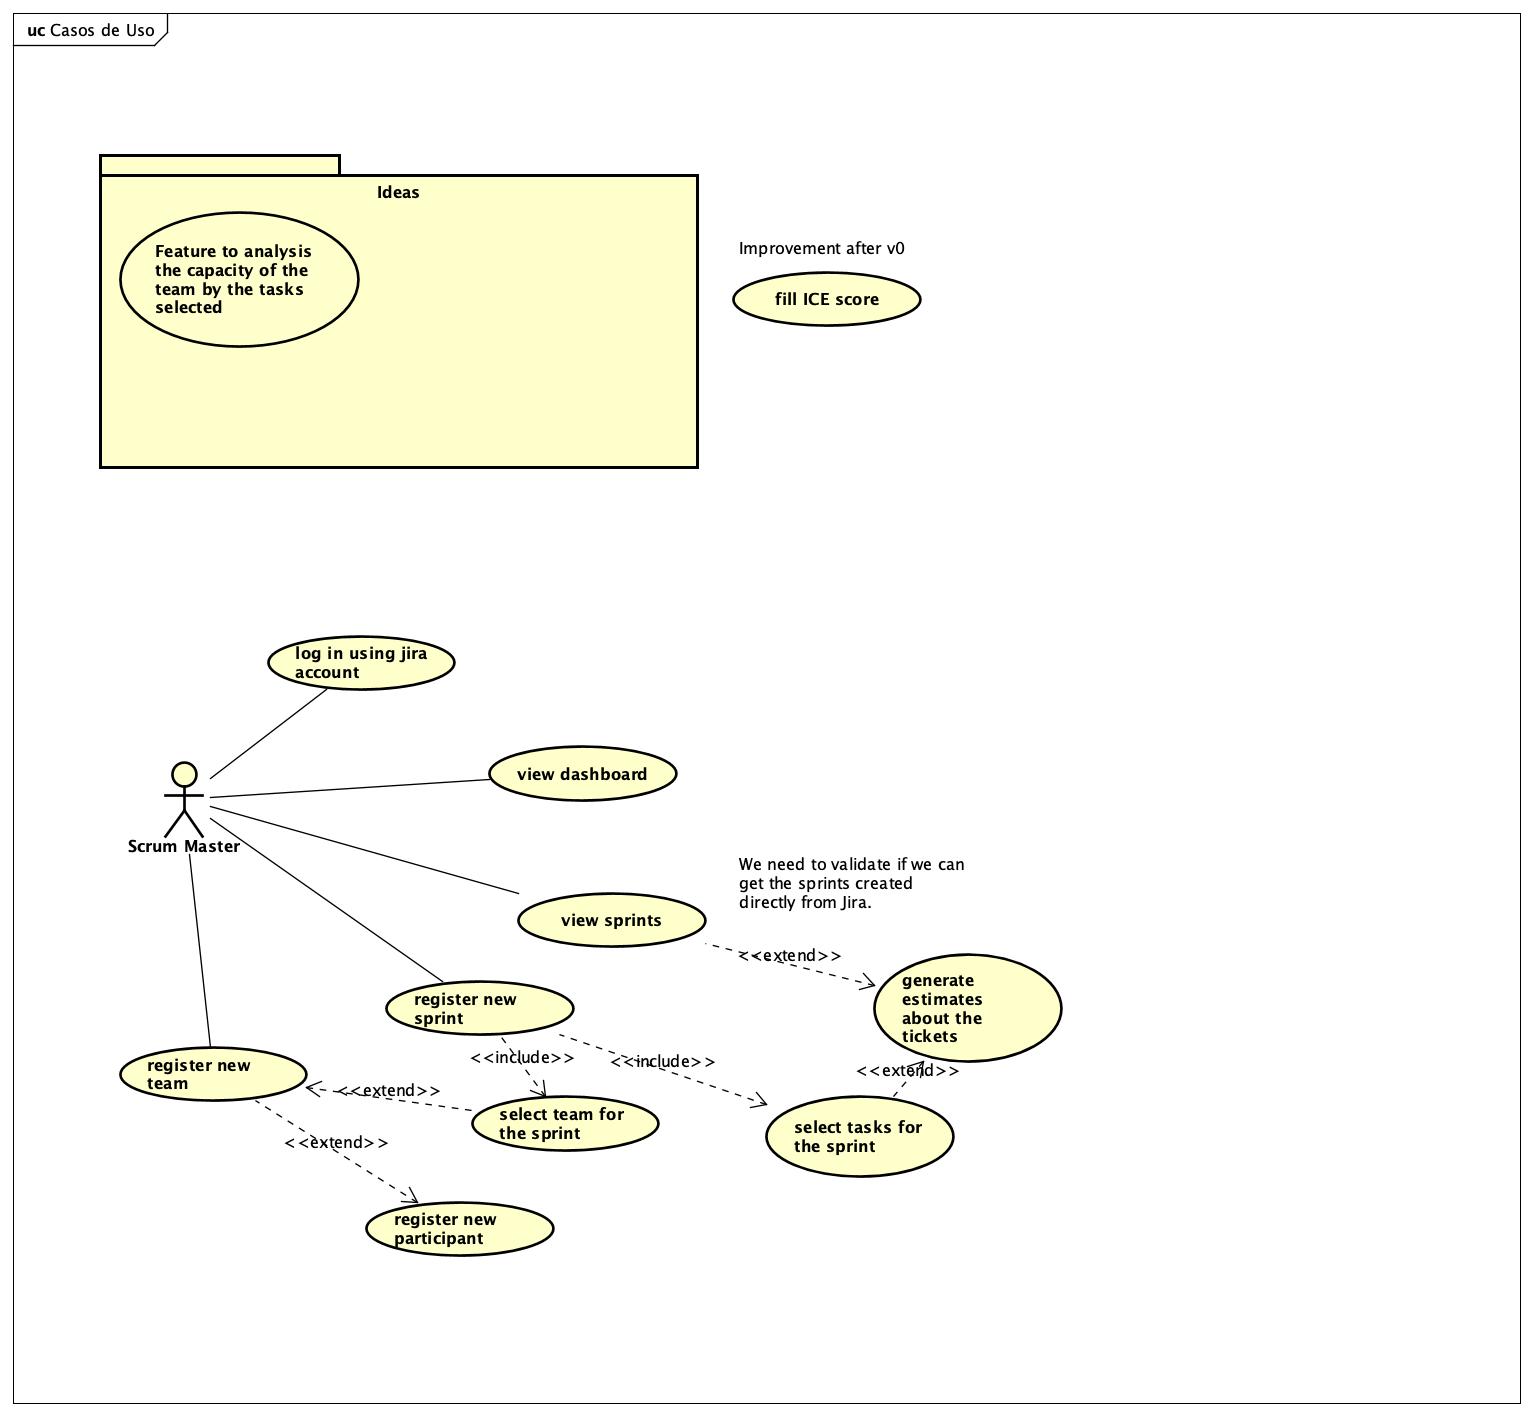 uc Casos de Uso
Ideas
Feature to analysis
the capacity of the
team by the tasks
selected
Improvement after v0
fill ICE score
log in using jira
account
view dashboard
Scrum Master
We need to validate if we can
get the sprints created
directly from Jira.
view sprints
<<extend>>
generate
estimates
about the
tickets
register new
sprint
<<include>>
<<include>>
<<extend>>
register new
team
<<extend>>
select team for
the sprint
select tasks for
the sprint
<<extend>>
register new
participant